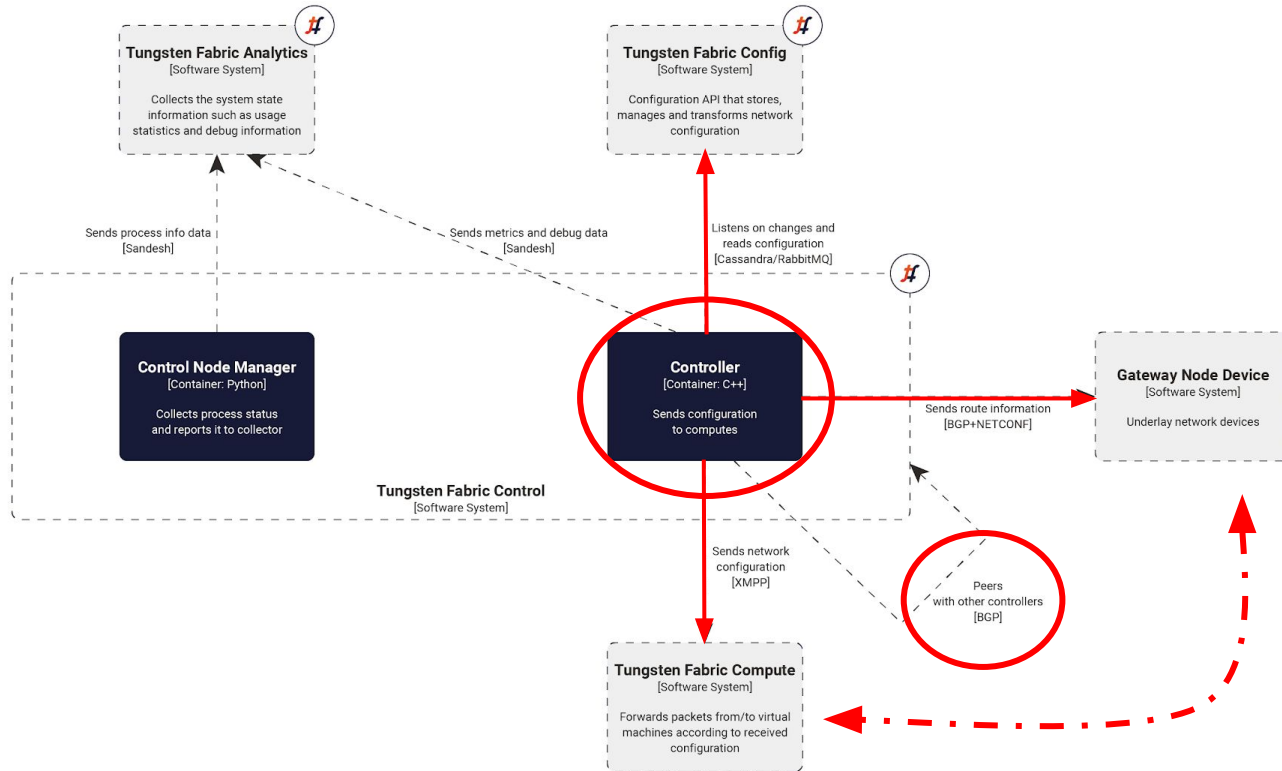 Tungsten Fabric Analytics
[Software System]
Collects the system state
information such as usage
statistics and debug information
Tungsten Fabric Config
[Software System]
Configuration API that stores,
manages and transforms network
configuration
Sends process info data
[Sandesh]
Sends metrics and debug data
[Sandesh]
Listens on changes and
reads configuration
[Cassandra/RabbitMQ]
Control Node Manager
[Container: Python]
Collects process status
and reports it to collector
Controller
[Container: C++]
Sends configuration
to computes
Sends route information
[BGP+NETCONF]
Gateway Node Device
[Software System]
Underlay network devices
Tungsten Fabric Control
[Software System]
Sends network
configuration
[XMPP]
Peers
with other controllers
[BGP]
Tungsten Fabric Compute
[Software System]
Forwards packets from/to virtual
machines according to received
configuration